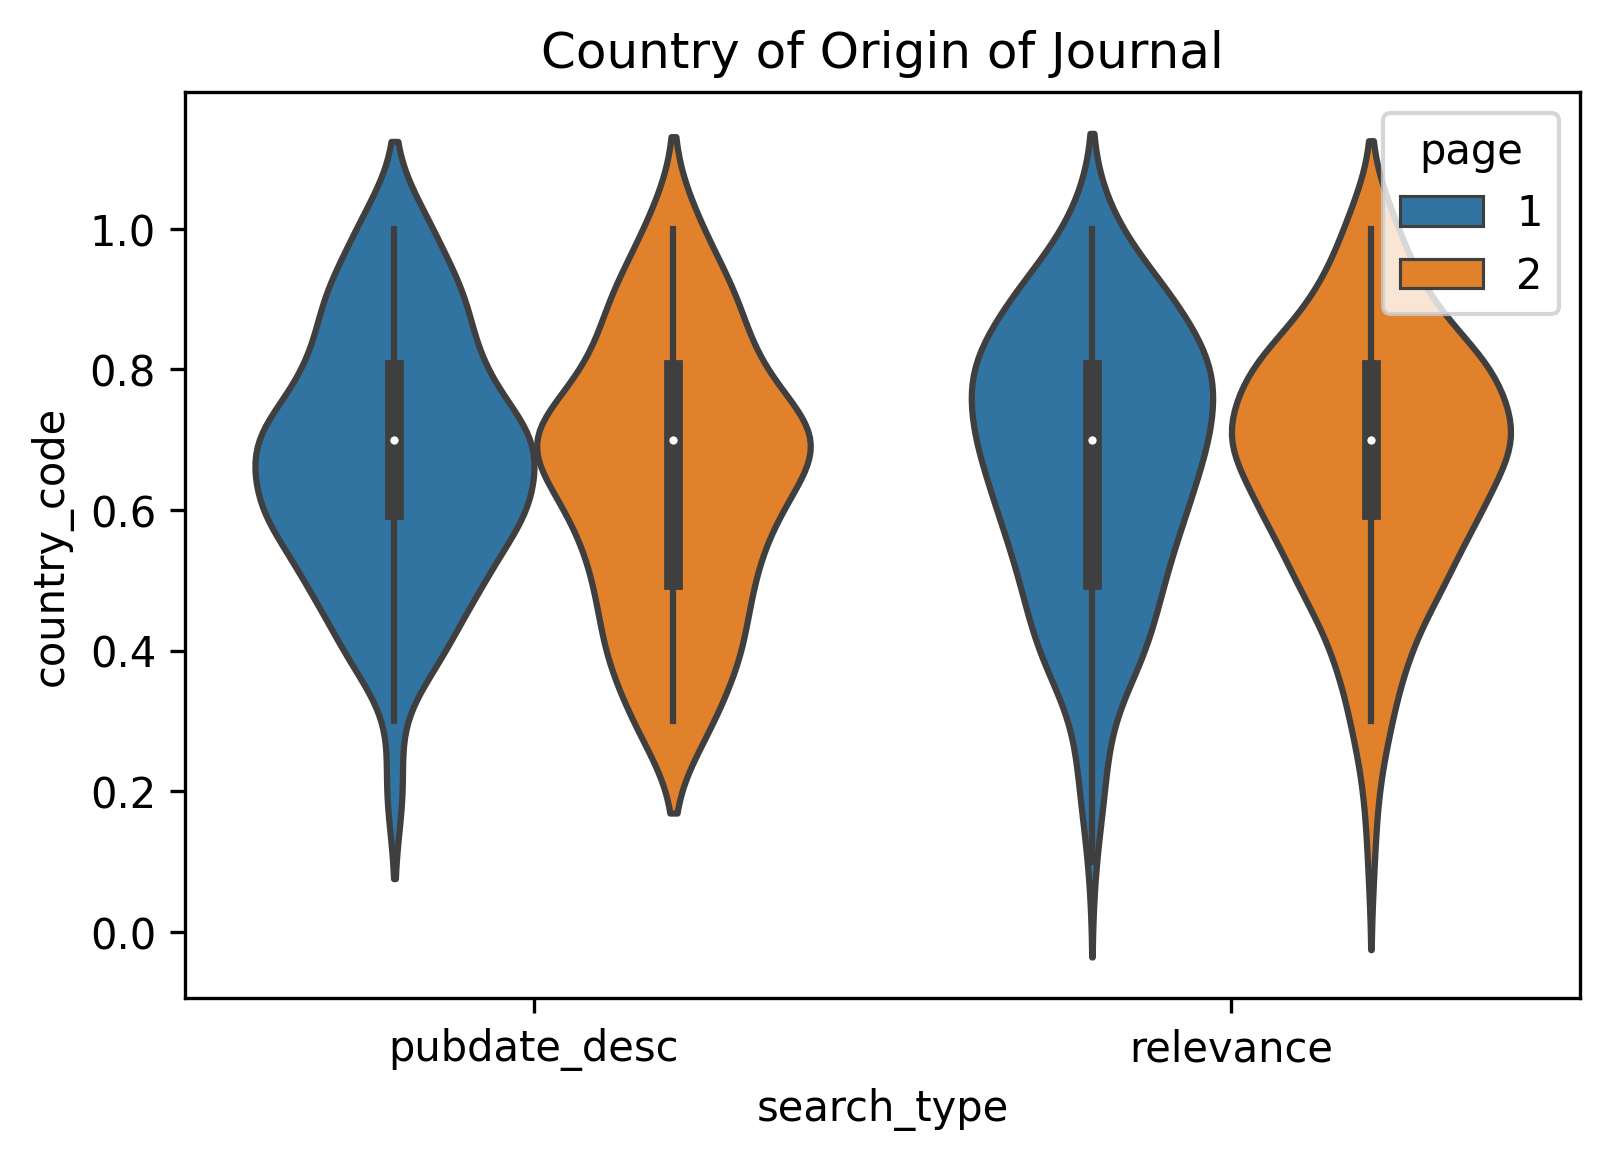 Country of Origin of Journal
page
1
2
country_code
1.0
0.8
0.6
0.4
0.2
0.0
pubdate_desc
relevance
search_type